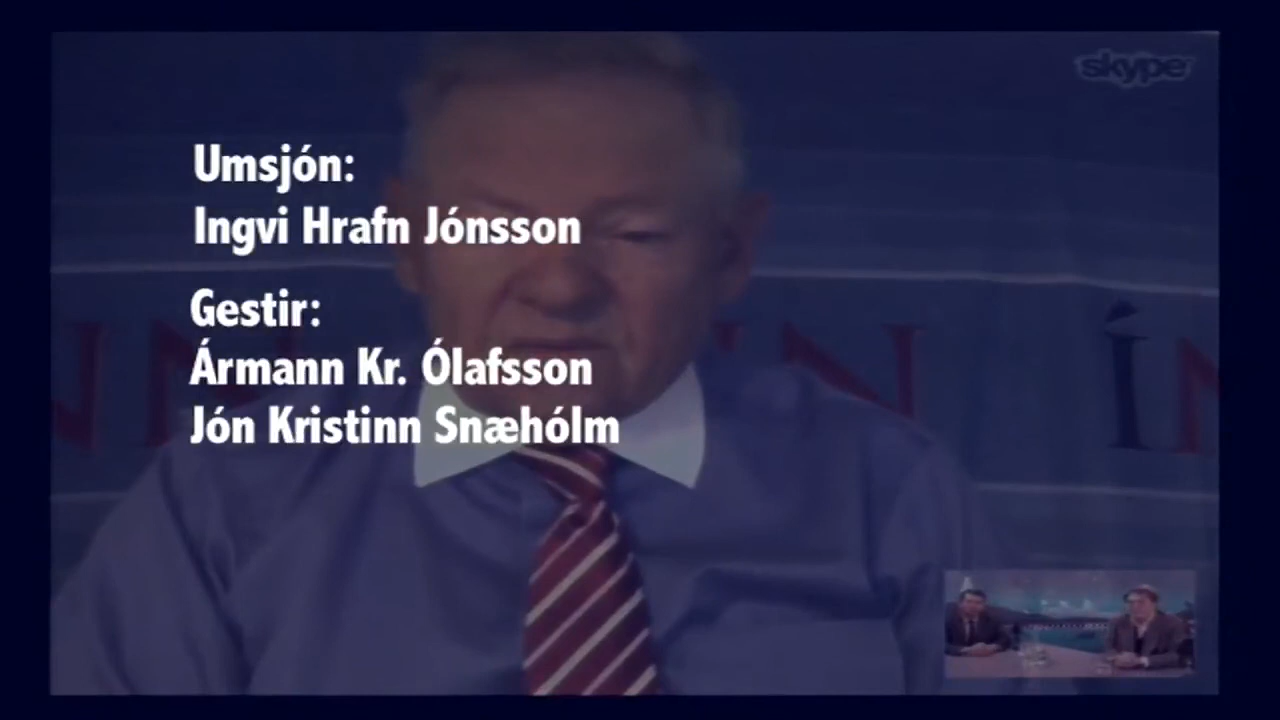 skype
Umsjón:
Ingvi Hrafn Jónsson
Gestir:
Ármann Kr. Ólafsson
Jón Kristinn Snæhólm